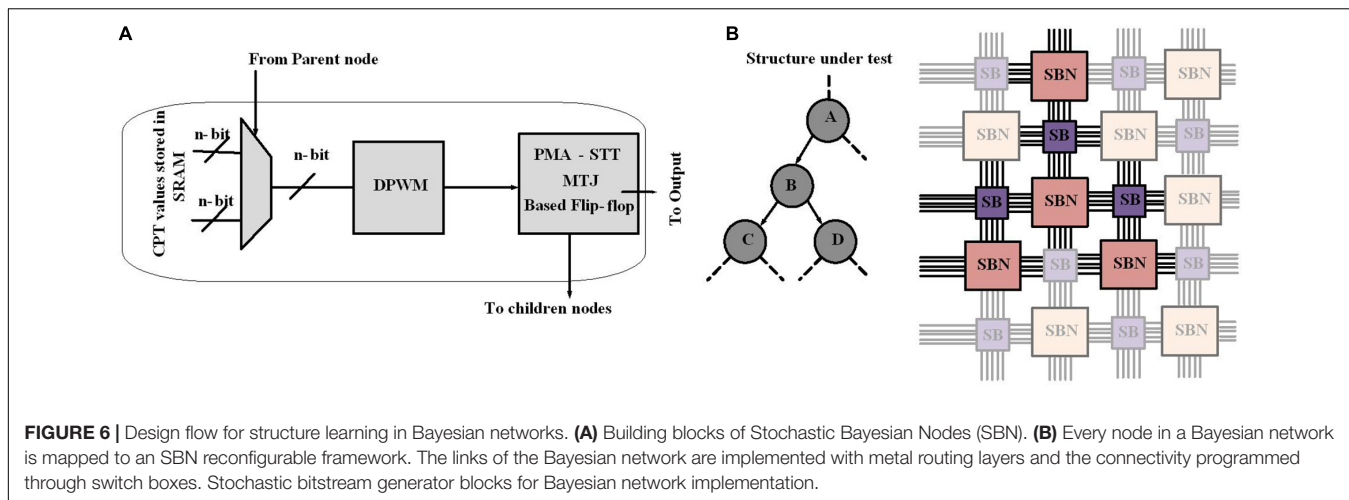 A
From Parent node
CPT values stored in
SRAM
n- bit
n-bit
n-bit
DPWM
PMA - STT
MTJ
Based Flip-flop
To Output
To children nodes
B
Structure under test
A
B
C
D
SB SBN SB SBN
SBN SB SBN SB
SB SBN SB SBN
SBN SB SBN SB
SB SBN SB SBN
FIGURE 6 | Design flow for structure learning in Bayesian networks. (A) Building blocks of Stochastic Bayesian Nodes (SBN). (B) Every node in a Bayesian network
is mapped to an SBN reconfigurable framework. The links of the Bayesian network are implemented with metal routing layers and the connectivity programmed
through switch boxes. Stochastic bitstream generator blocks for Bayesian network implementation.